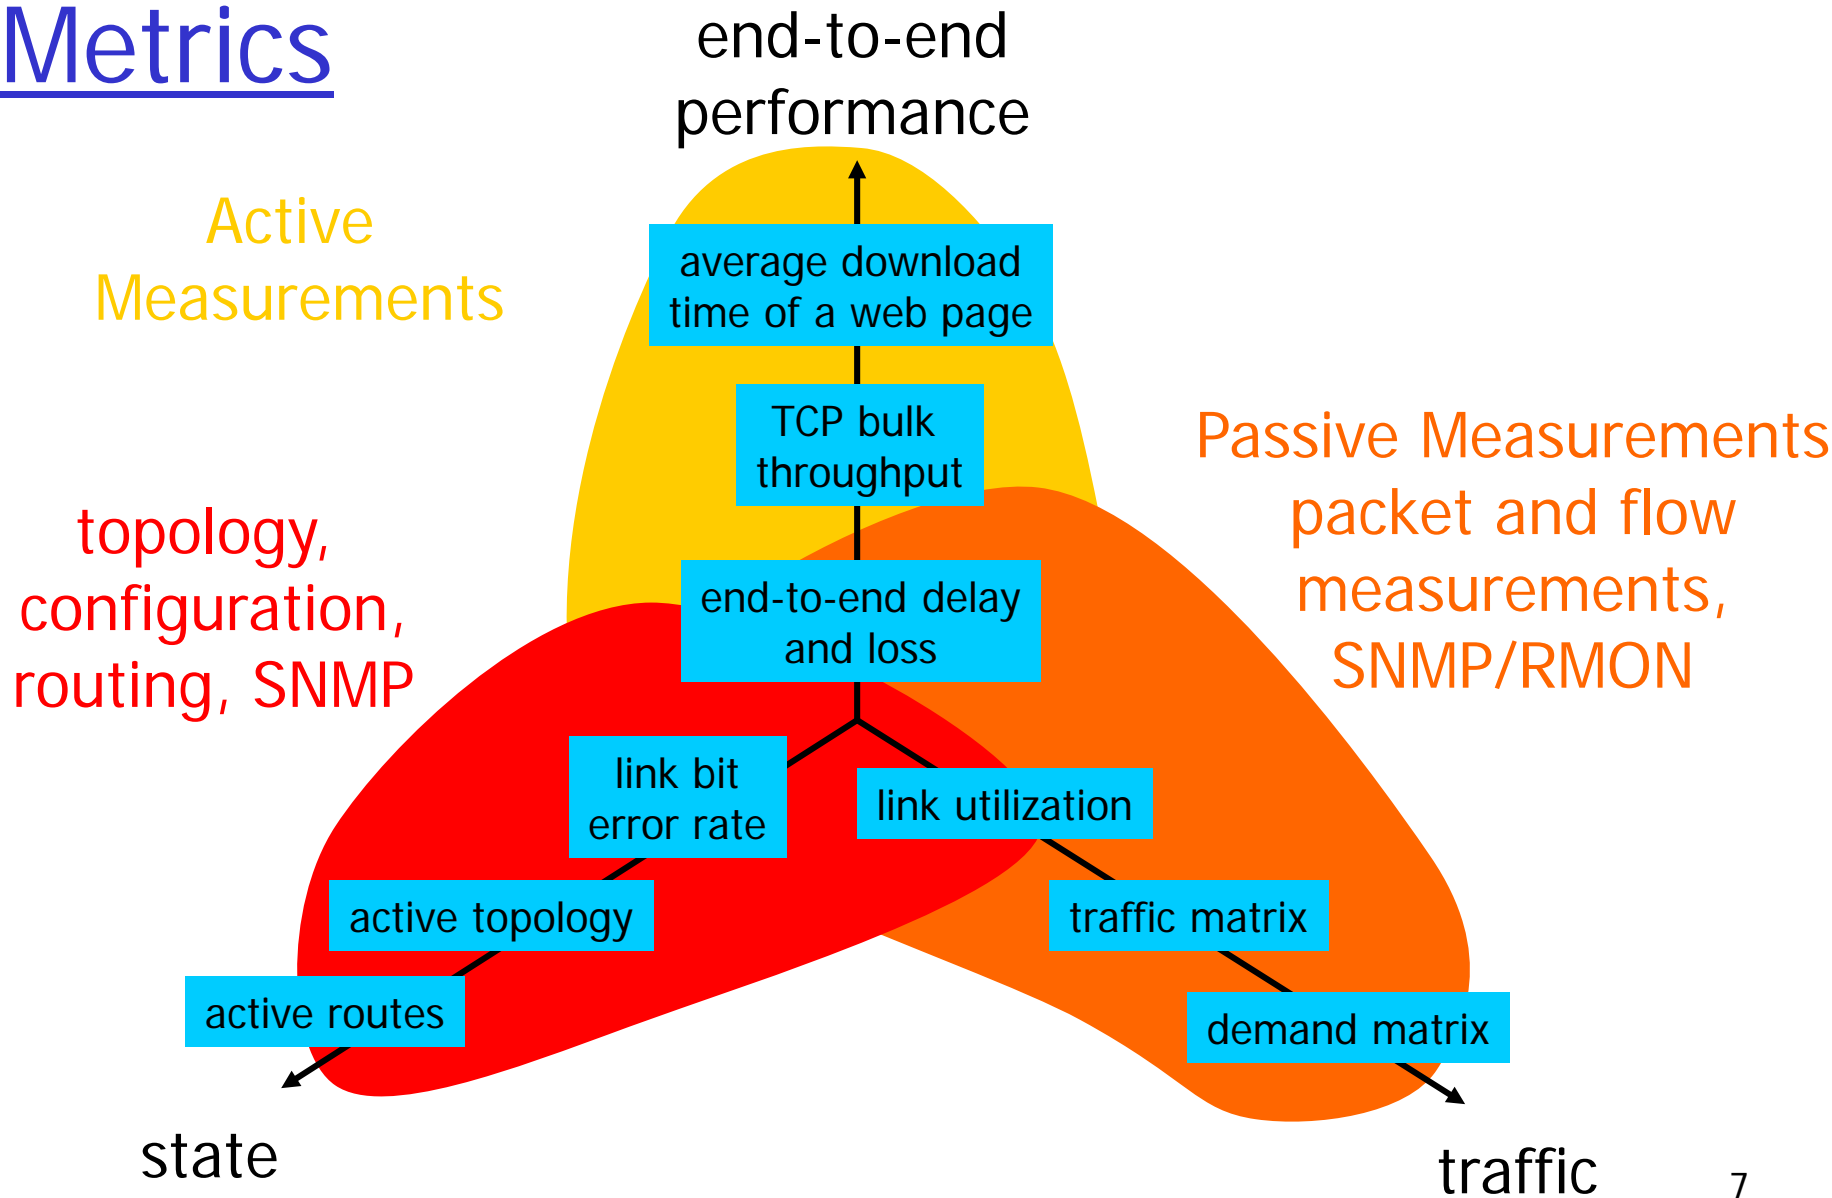 Metrics
end-to-end
performance
Active
Measurements
average download
time of a web page
TCP bulk
throughput
Passive Measurements
packet and flow
measurements,
SNMP/RMON
topology,
configuration,
routing, SNMP
end-to-end delay
and loss
link bit
error rate
link utilization
active topology
traffic matrix
active routes
demand matrix
state
traffic
7